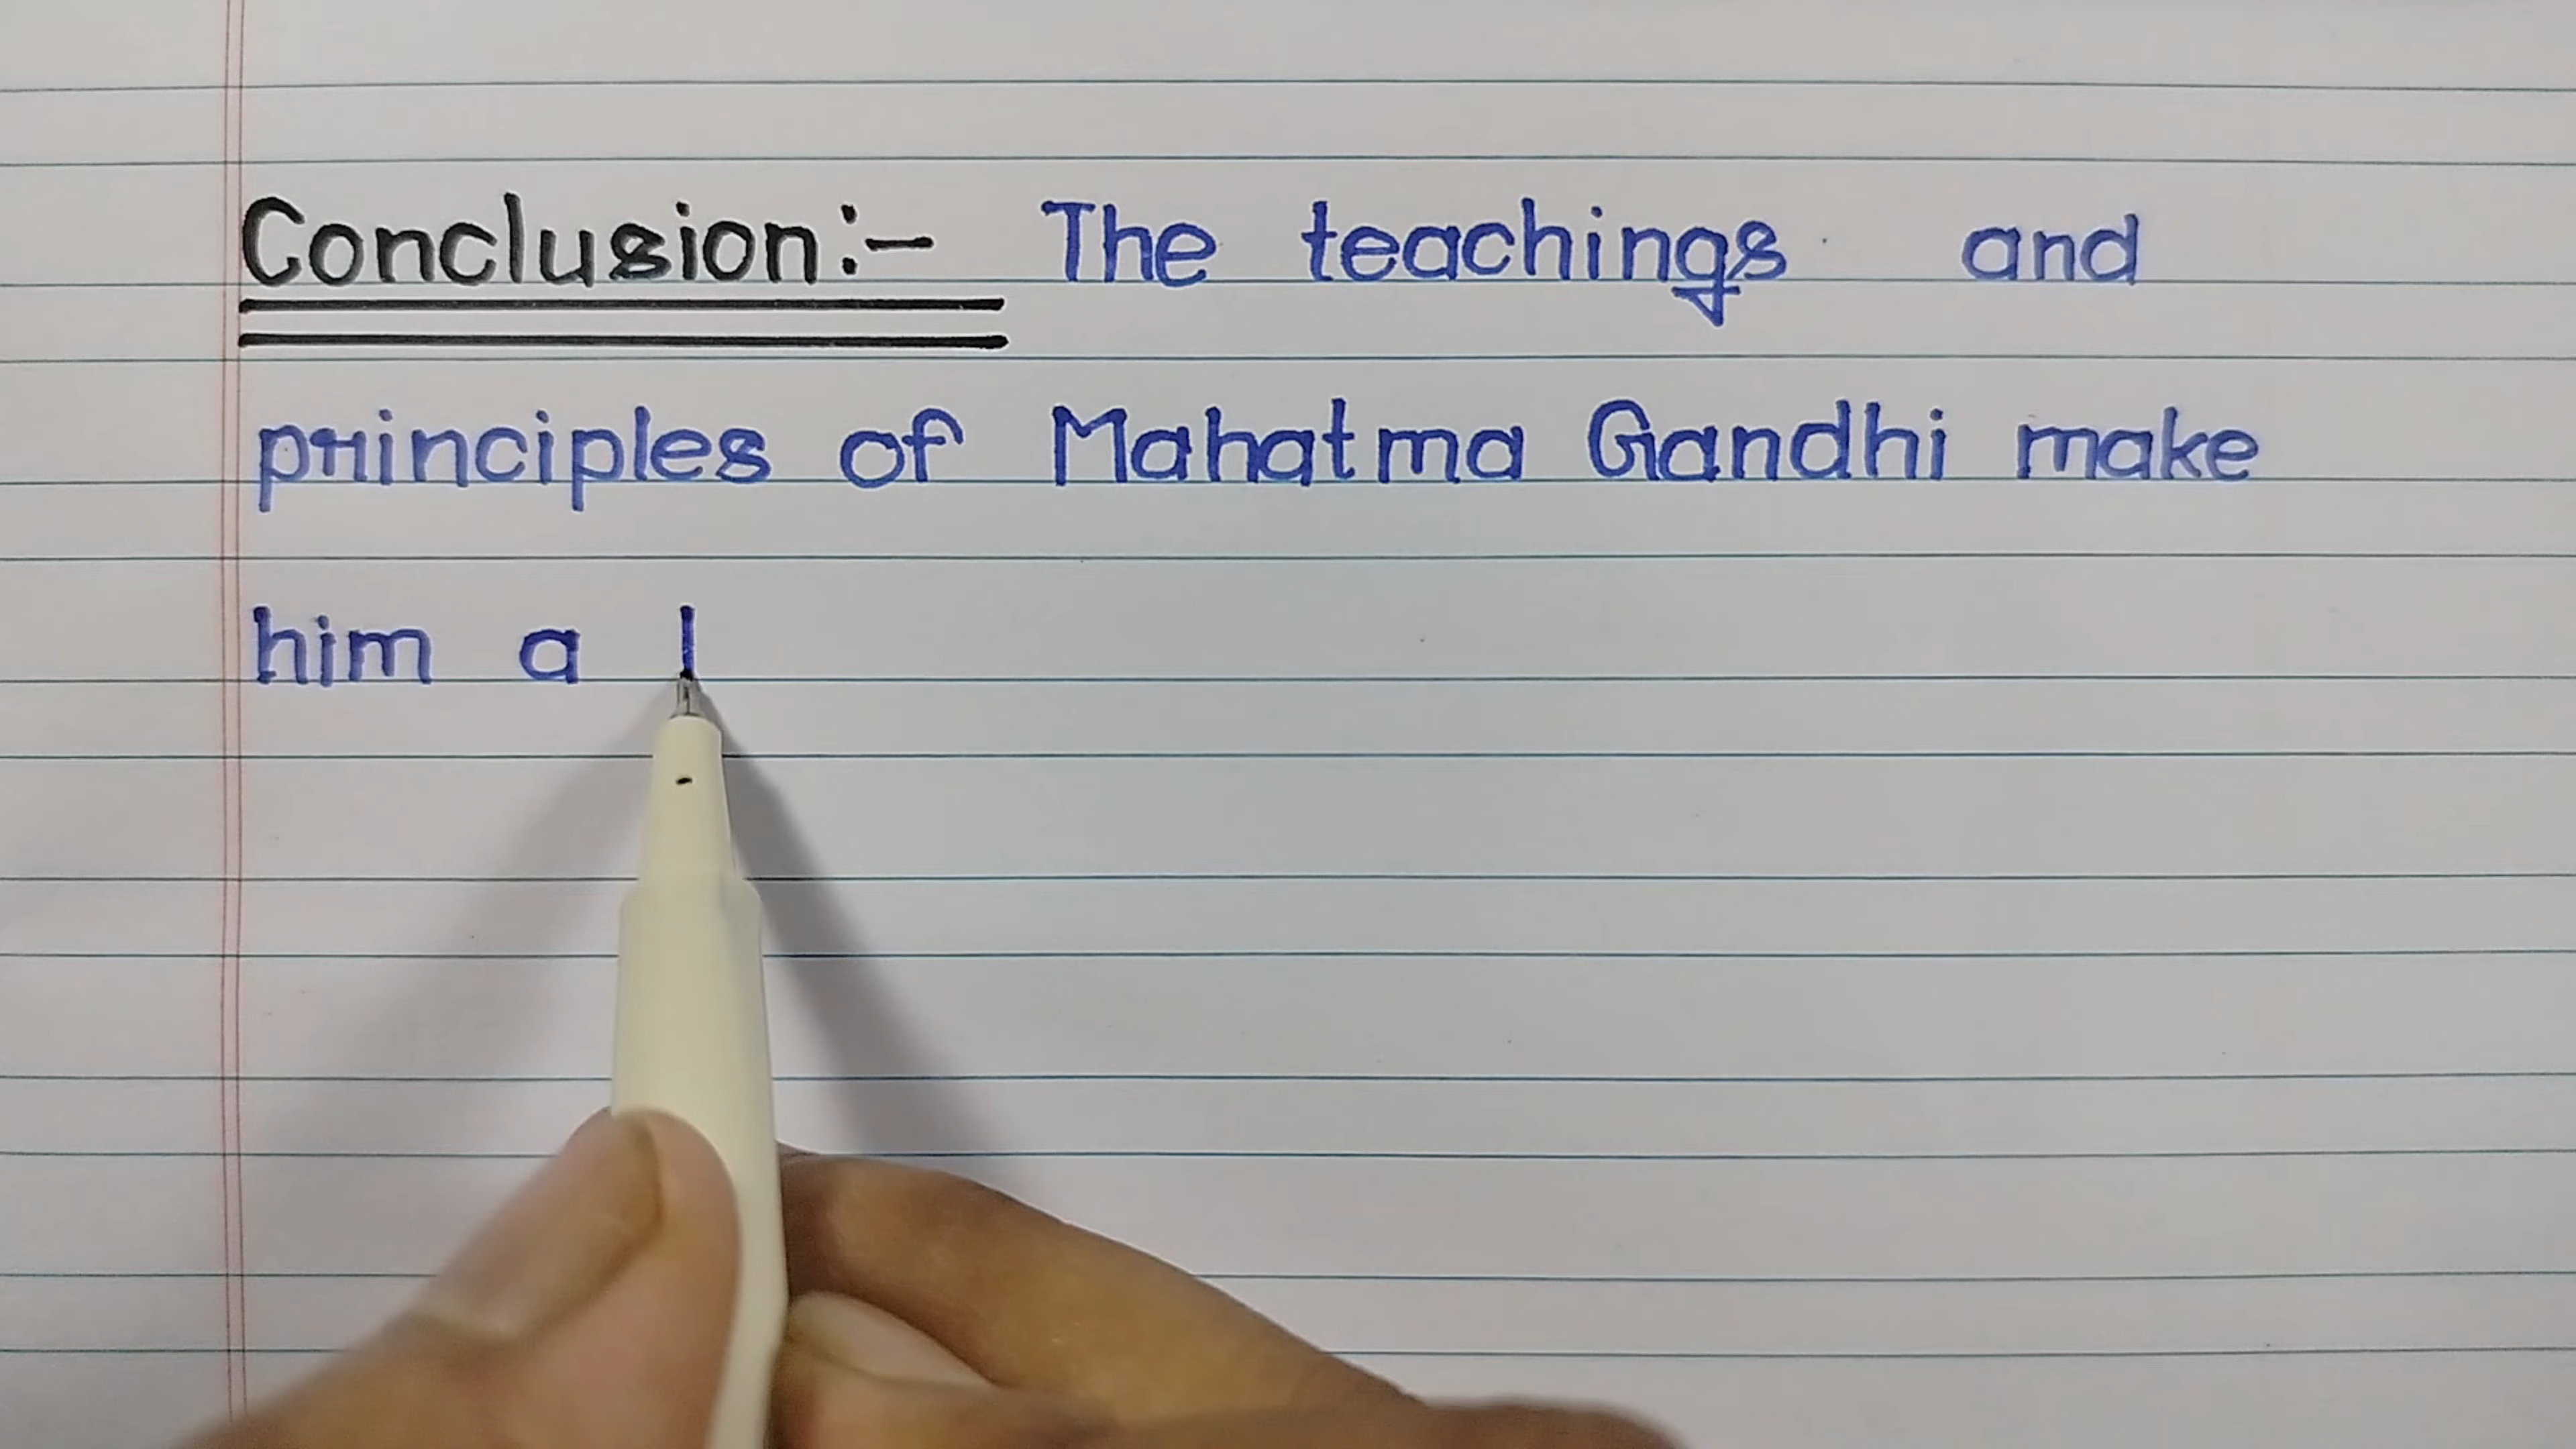 Conclusion:- The teachings and
principles of Mahatma Gandhi make
him a l